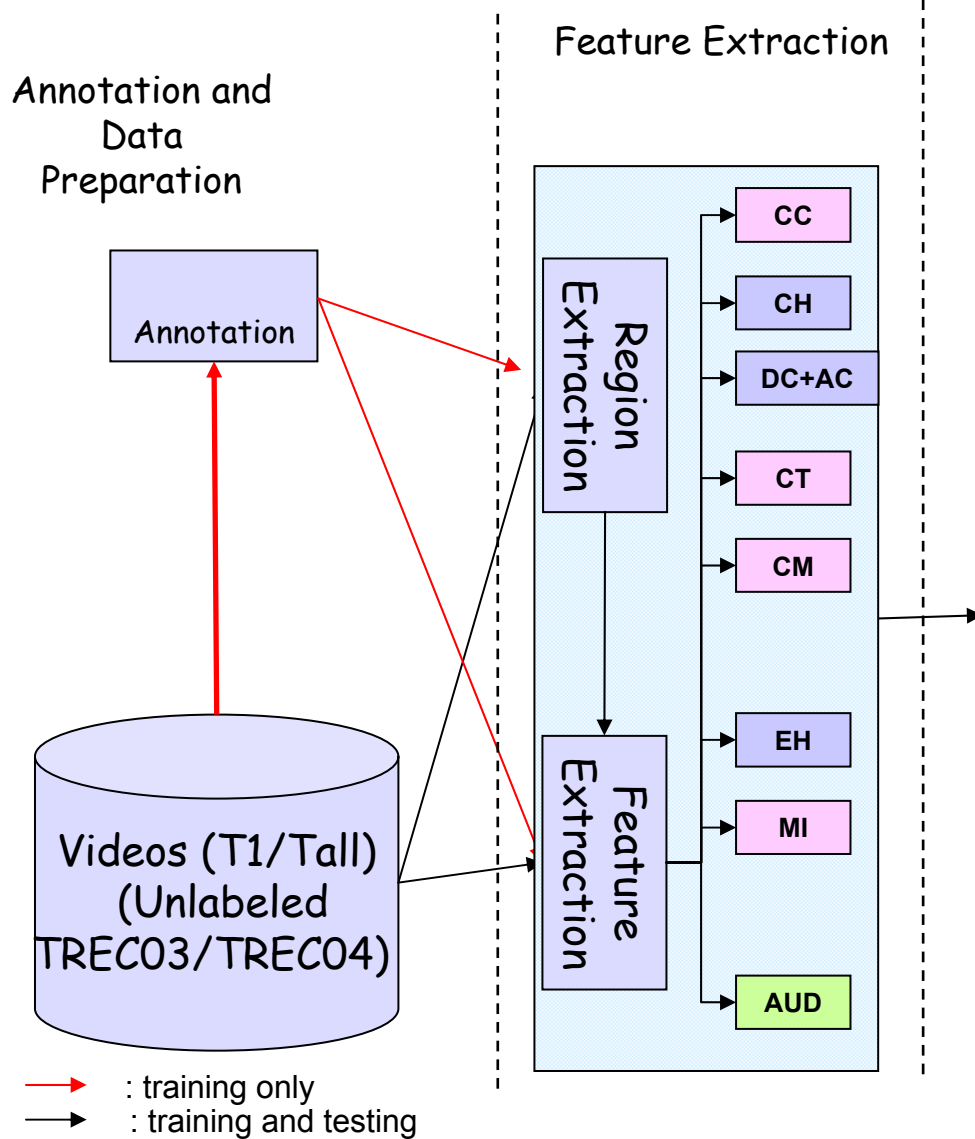 Feature Extraction
Annotation and
Data
Preparation
Annotation
Region
Extraction
Feature
Extraction
CC
CH
DC+AC
CT
CM
EH
MI
AUD
Videos (T1/Tall)
(Unlabeled
TREC03/TREC04)
: training only
: training and testing